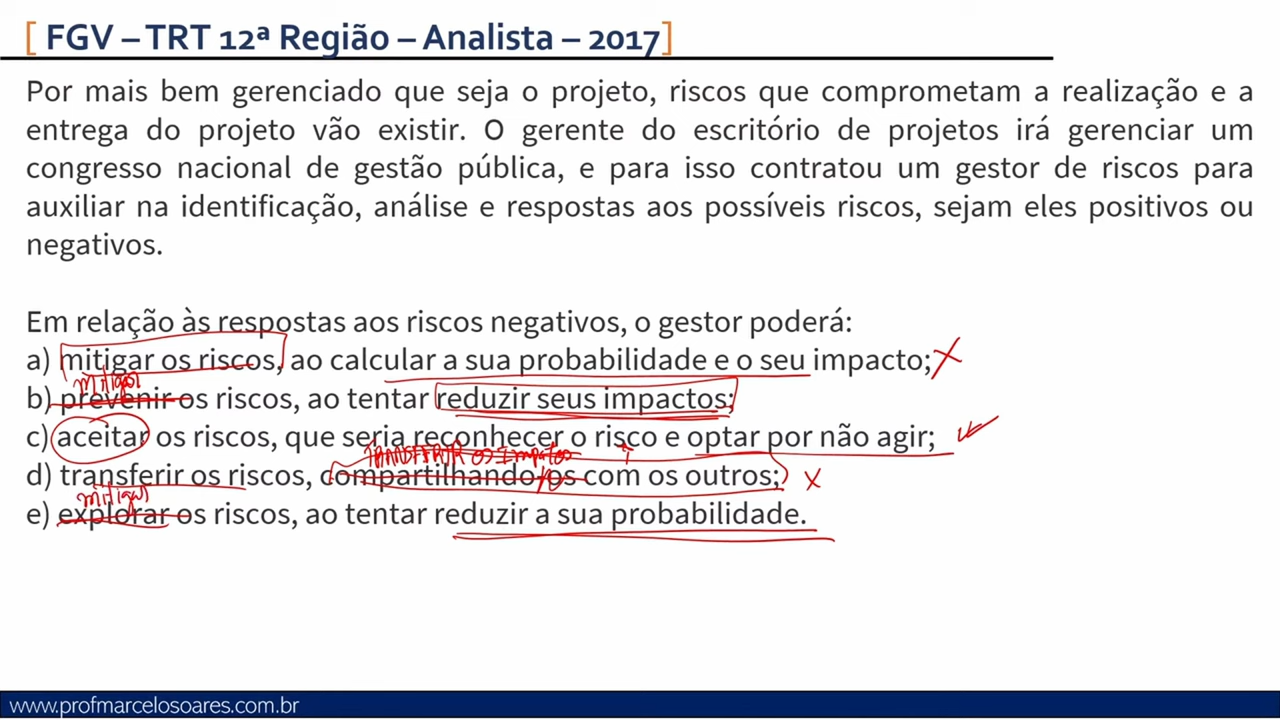 [ FGV – TRT 12ª Região – Analista – 2017]
Por mais bem gerenciado que seja o projeto, riscos que comprometam a realização e a
entrega do projeto vão existir. O gerente do escritório de projetos irá gerenciar um
congresso nacional de gestão pública, e para isso contratou um gestor de riscos para
auxiliar na identificação, análise e respostas aos possíveis riscos, sejam eles positivos ou
negativos.
Em relação às respostas aos riscos negativos, o gestor poderá:
a) mitigar os riscos, ao calcular a sua probabilidade e o seu impacto;
mitigar
b) prevenir os riscos, ao tentar reduzir seus impactos;
c) aceitar os riscos, que seria reconhecer o risco e optar por não agir;
TRANSFERIR os Impactos
d) transferir os riscos, compartilhando-os com os outros;
mitigar
e) explorar os riscos, ao tentar reduzir a sua probabilidade.
www.profmarcelosoares.com.br